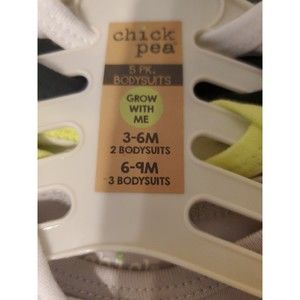 chick
pea
5 PK.
BODYSUITS
GROW
WITH
ME
3-6M
2 BODYSUITS
6-9M
3 BODYSUITS